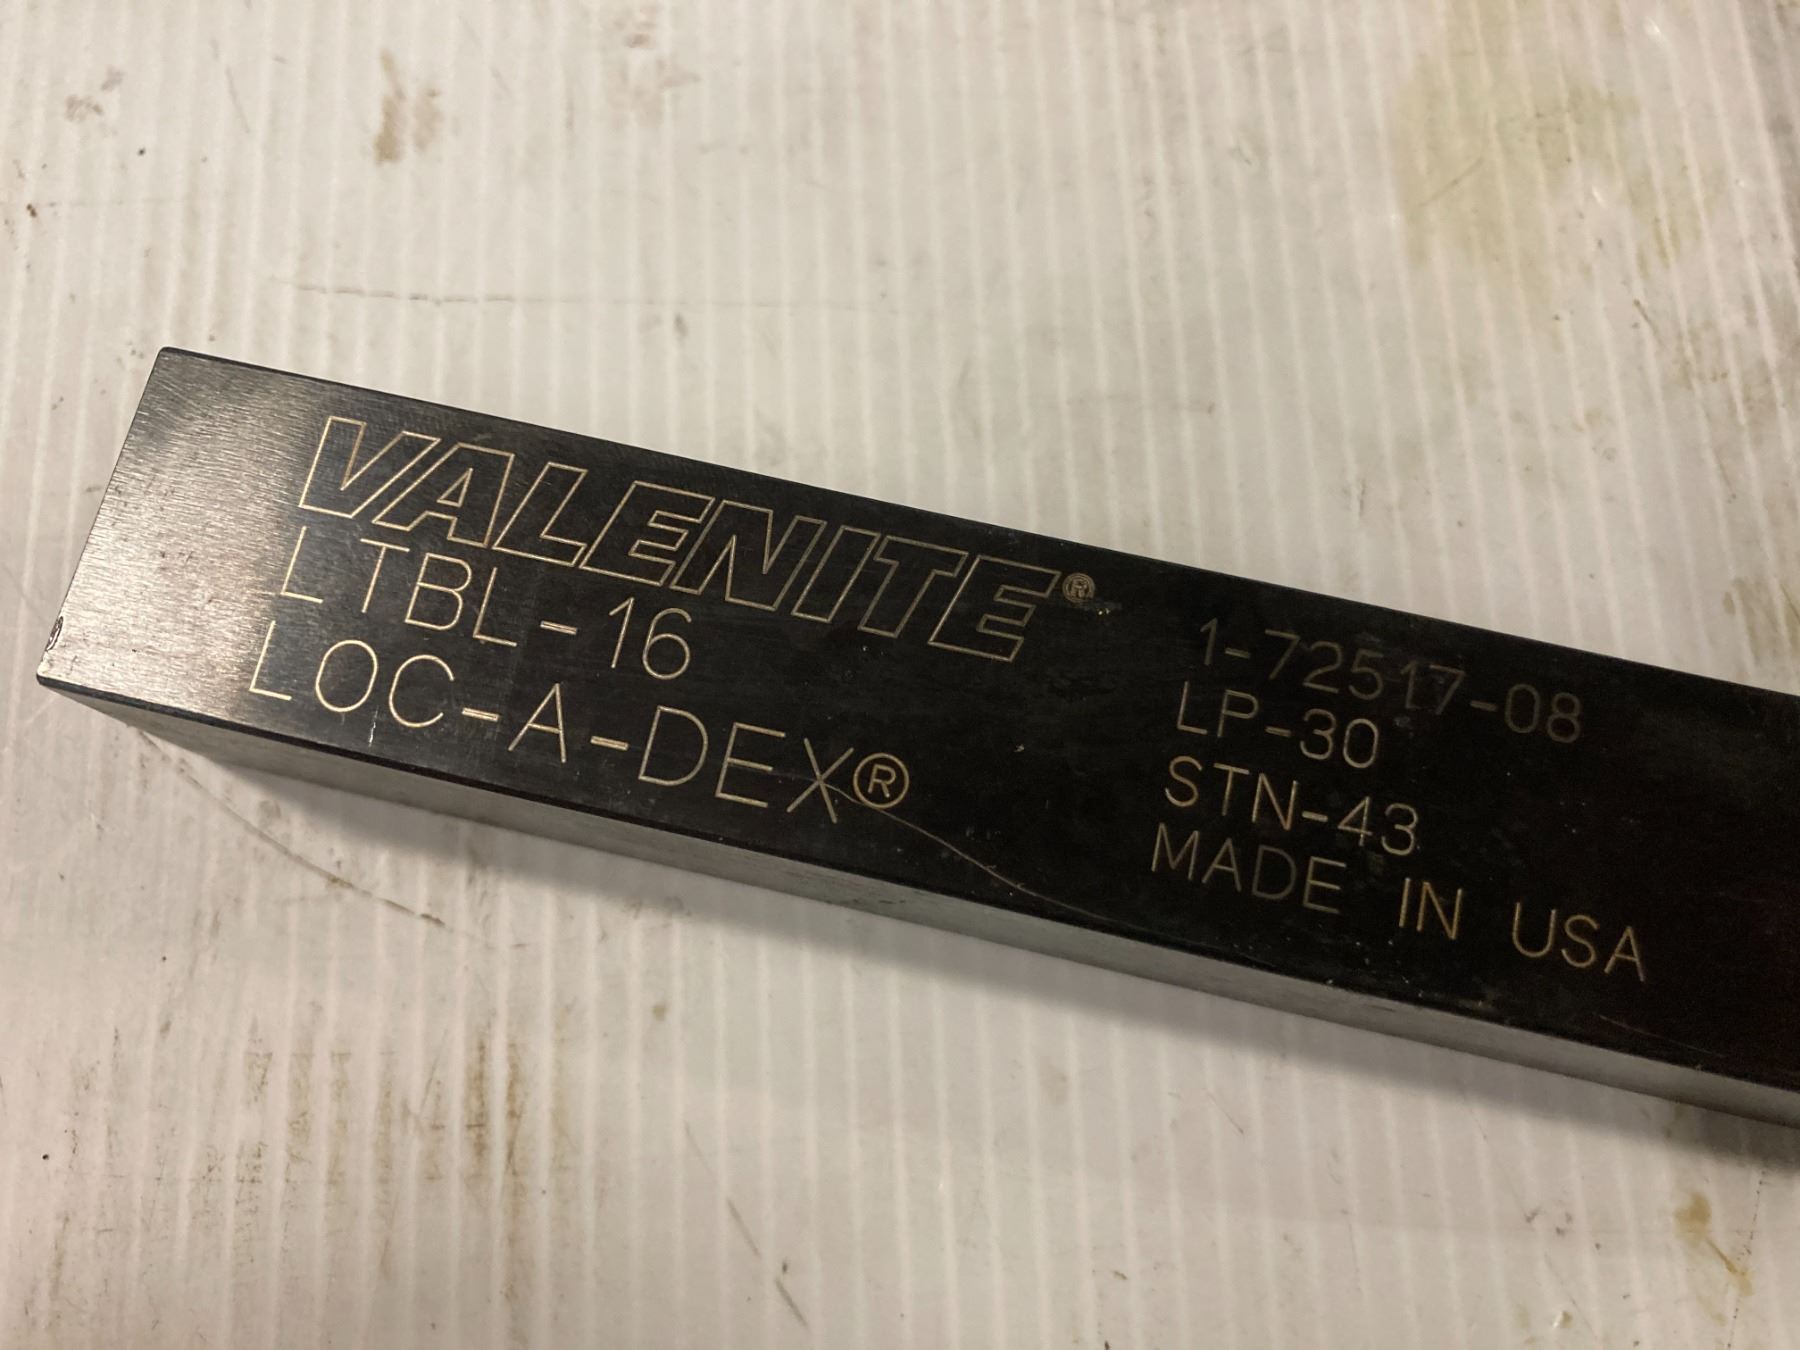 VALENITE®
LTBL-16
LOC-A-DEX®
1-72517-08
LP-30
STN-43
MADE IN USA